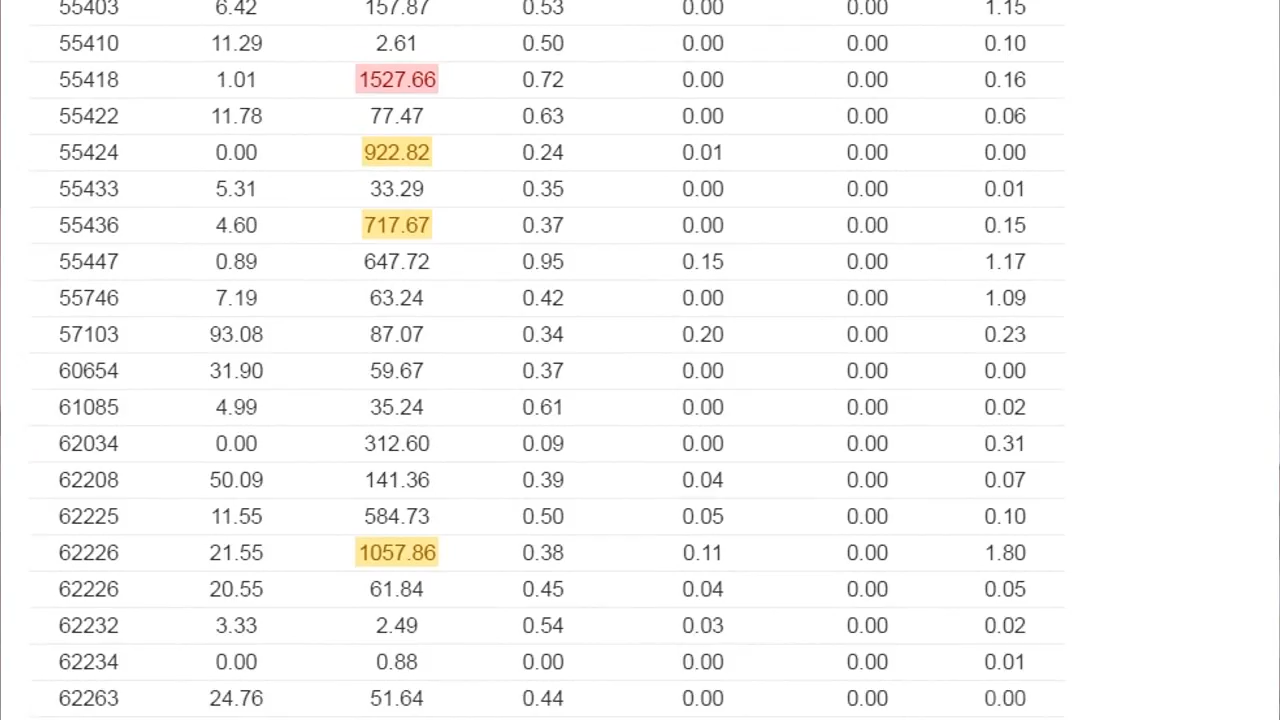 55403 6.42 157.87 0.53 0.00 0.00 1.15
55410 11.29 2.61 0.50 0.00 0.00 0.10
55418 1.01 1527.66 0.72 0.00 0.00 0.16
55422 11.78 77.47 0.63 0.00 0.00 0.06
55424 0.00 922.82 0.24 0.01 0.00 0.00
55433 5.31 33.29 0.35 0.00 0.00 0.01
55436 4.60 717.67 0.37 0.00 0.00 0.15
55447 0.89 647.72 0.95 0.15 0.00 1.17
55746 7.19 63.24 0.42 0.00 0.00 1.09
57103 93.08 87.07 0.34 0.20 0.00 0.23
60654 31.90 59.67 0.37 0.00 0.00 0.00
61085 4.99 35.24 0.61 0.00 0.00 0.02
62034 0.00 312.60 0.09 0.00 0.00 0.31
62208 50.09 141.36 0.39 0.04 0.00 0.07
62225 11.55 584.73 0.50 0.05 0.00 0.10
62226 21.55 1057.86 0.38 0.11 0.00 1.80
62226 20.55 61.84 0.45 0.04 0.00 0.05
62232 3.33 2.49 0.54 0.03 0.00 0.02
62234 0.00 0.88 0.00 0.00 0.00 0.01
62263 24.76 51.64 0.44 0.00 0.00 0.00